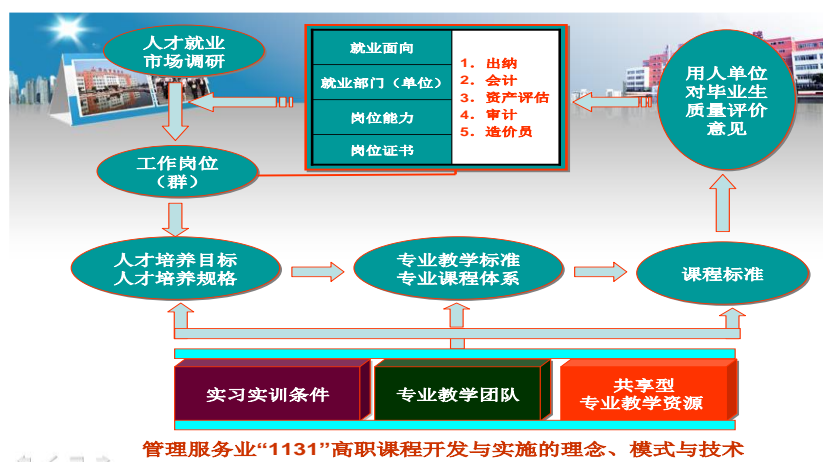 人才就业
市场调研
就业面向
就业部门（单位）
岗位能力
岗位证书
1. 出纳
2. 会计
3. 资产评估
4. 审计
5. 造价员
用人单位
对毕业生
质量评价
意见
工作岗位
（群）
人才培养目标
人才培养规格
专业教学标准
专业课程体系
课程标准
实习实训条件
专业教学团队
共享型
专业教学资源
管理服务业“1131”高职课程开发与实施的理念、模式与技术